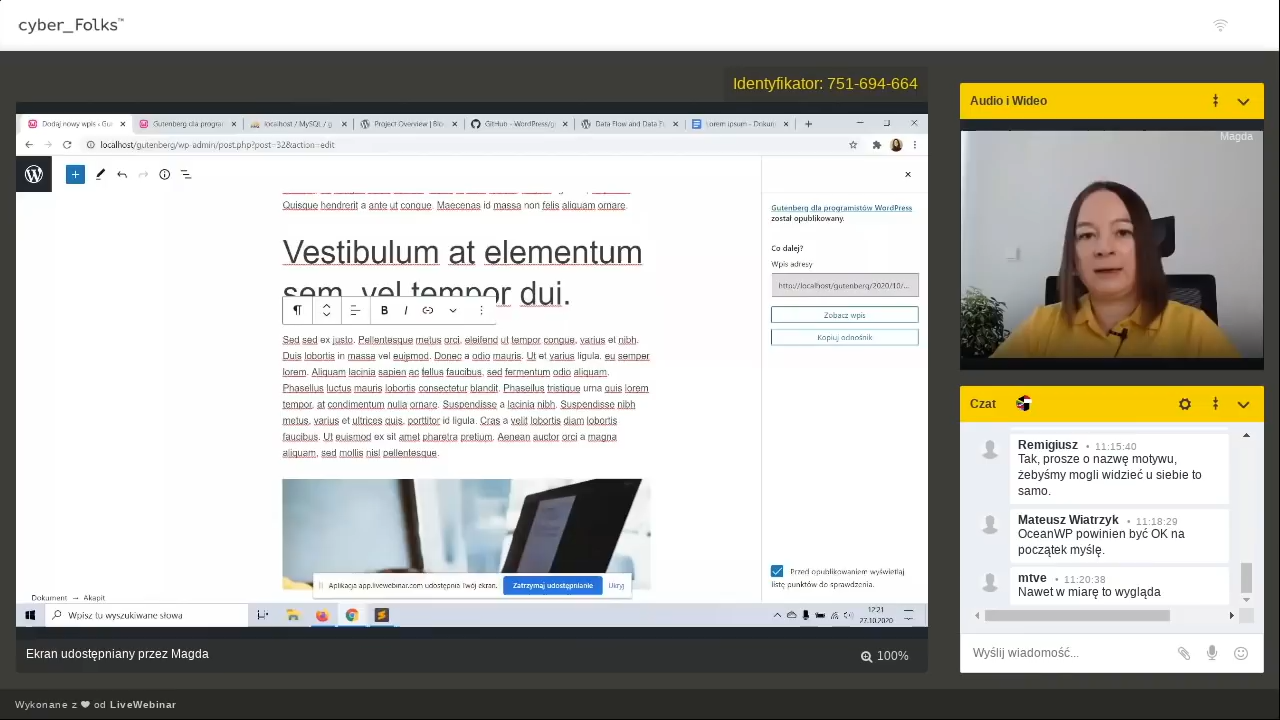 cyber_Folks™
Identyfikator: 751-694-664
Dodaj nowy wpis ‹ Gut
Gutenberg dla progra
localhost / MySQL / g
Project Overview | Blo
GitHub - WordPress/g
Data Flow and Data E
Lorem ipsum - Dokum
localhost/gutenberg/wp-admin/post.php?post=32&action=edit
Quisque hendrerit a ante ut congue. Maecenas id massa non felis aliquam ornare.
Vestibulum at elementum
sem, vel tempor dui.
B I
Sed sed ex justo. Pellentesque metus orci, eleifend ut tempor congue, varius et nibh.
Duis lobortis in massa vel euismod. Donec a odio mauris. Ut et varius ligula, eu semper
lorem. Aliquam lacinia sapien ac tellus faucibus, sed fermentum odio aliquam.
Phasellus luctus mauris lobortis consectetur blandit. Phasellus tristique urna quis lorem
tempor, at condimentum nulla ornare. Suspendisse a lacinia nibh. Suspendisse nibh
metus, varius et ultrices quis, porttitor id ligula. Cras a velit lobortis diam lobortis
faucibus. Ut euismod ex sit amet pharetra pretium. Aenean auctor orci a magna
aliquam, sed mollis nisl pellentesque.
Gutenberg dla programistów WordPress
został opublikowany.
Co dalej?
Wpis adresy
http://localhost/gutenberg/2020/10/...
Zobacz wpis
Kopiuj odnośnik
Przed opublikowaniem wyświetlaj
listę punktów do sprawdzenia.
Aplikacja app.livewebinar.com udostępnia Twój ekran.
Zatrzymaj udostępnianie
Ukryj
Dokument → Akapit
Wpisz tu wyszukiwane słowa
12:21
27.10.2020
Ekran udostępniany przez Magda
100%
Audio i Wideo
Magda
Czat
Remigiusz • 11:15:40
Tak, prosze o nazwę motywu,
żebyśmy mogli widzieć u siebie to
samo.
Mateusz Wiatrzyk • 11:18:29
OceanWP powinien być OK na
początek myślę.
mtve • 11:20:38
Nawet w miarę to wygląda
Wyślij wiadomość...
Wykonane z ❤ od LiveWebinar